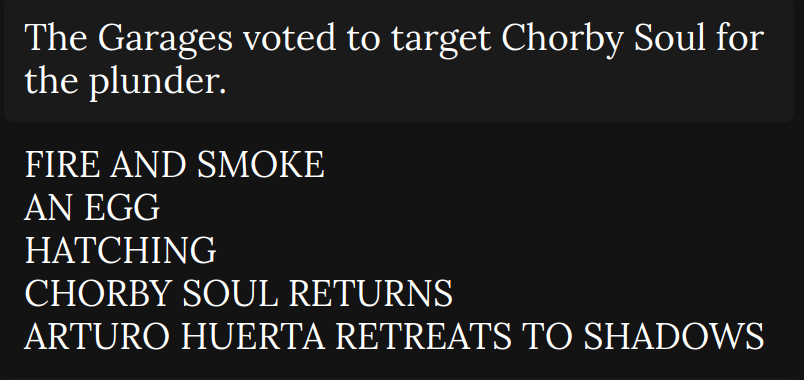 The Garages voted to target Chorby Soul for
the plunder.
FIRE AND SMOKE
AN EGG
HATCHING
CHORBY SOUL RETURNS
ARTURO HUERTA RETREATS TO SHADOWS